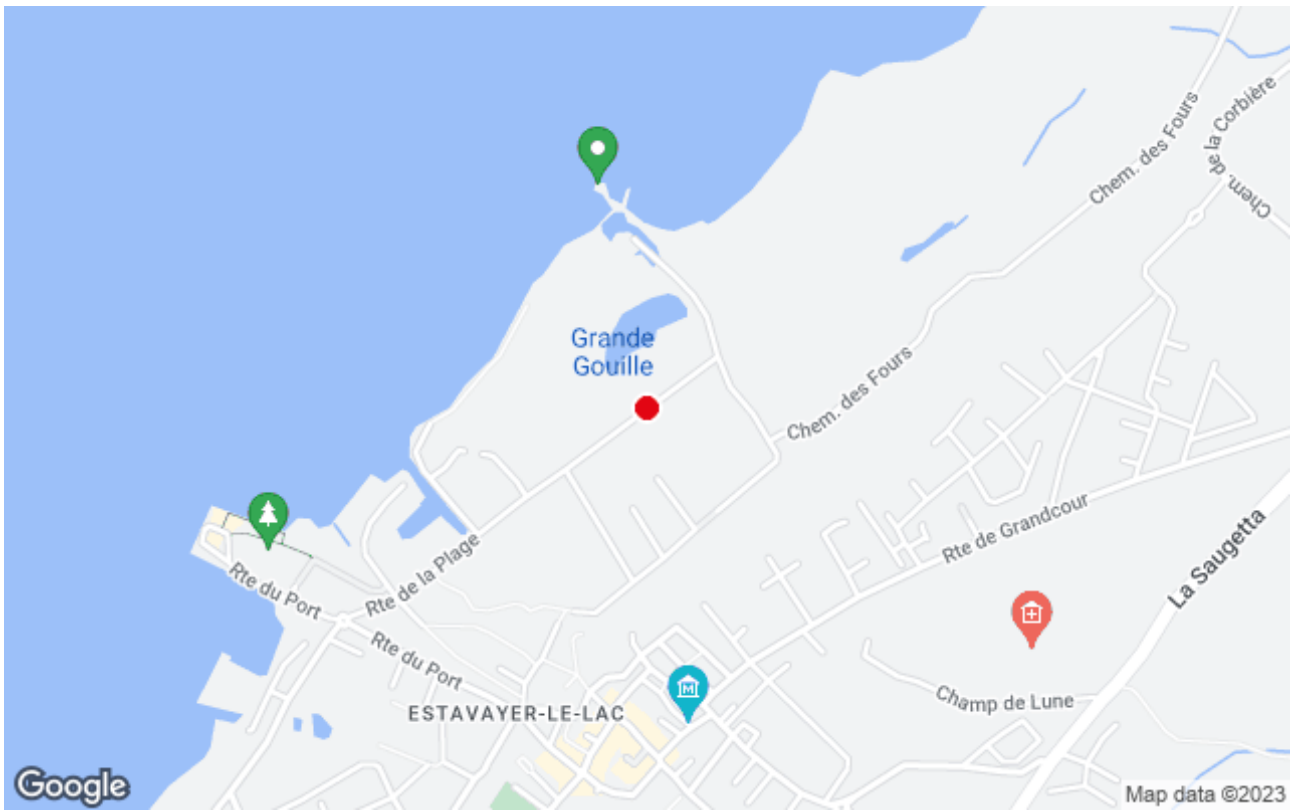 Chem. de la Corbière
Chem. des Fours
Chem.
Grande
Gouille
Chem. des Fours
Rte de Grandcour
La Saugetta
Rte de la Plage
Rte du Port
Rte du Port
M
ESTAVAYER-LE-LAC
Champ de Lune
Google
Map data ©2023